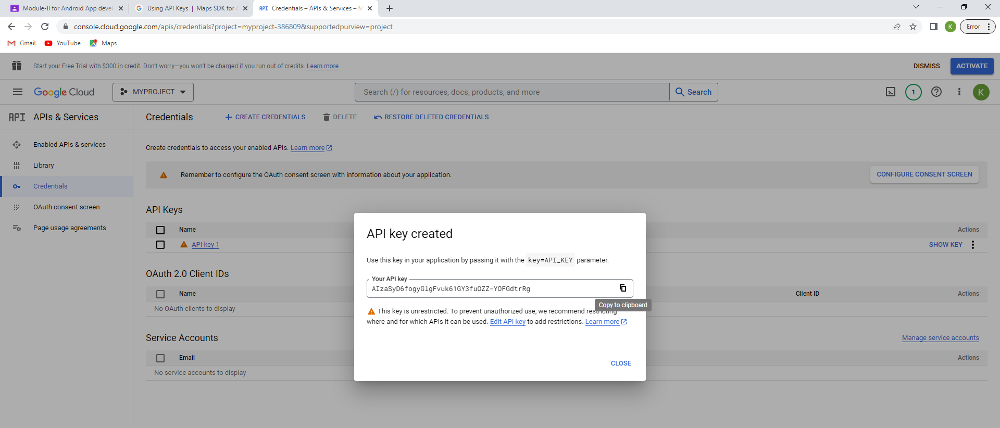 Module-II for Android App devel
Using API Keys | Maps SDK for A
API Credentials – APIs & Services – M
console.cloud.google.com/apis/credentials?project=myproject-386809&supportedpurview=project
K
Error
Gmail
YouTube
Maps
Start your Free Trial with $300 in credit. Don't worry—you won't be charged if you run out of credits. Learn more
DISMISS
ACTIVATE
Google Cloud
MYPROJECT
Search (/) for resources, docs, products, and more
Search
1
K
API APIs & Services
Enabled APIs & services
Library
Credentials
OAuth consent screen
Page usage agreements
Credentials
CREATE CREDENTIALS
DELETE
RESTORE DELETED CREDENTIALS
Create credentials to access your enabled APIs. Learn more
Remember to configure the OAuth consent screen with information about your application.
CONFIGURE CONSENT SCREEN
API Keys
Name
Actions
API key 1
SHOW KEY
OAuth 2.0 Client IDs
Name
Client ID
Actions
No OAuth clients to display
Service Accounts
Manage service accounts
Email
Actions
No service accounts to display
API key created
Use this key in your application by passing it with the key=API_KEY parameter.
Your API key
AIzaSyD6fogyGlgFvuk61GY3fuOZZ-YOFGdtrRg
Copy to clipboard
This key is unrestricted. To prevent unauthorized use, we recommend restricting
where and for which APIs it can be used. Edit API key to add restrictions. Learn more
CLOSE